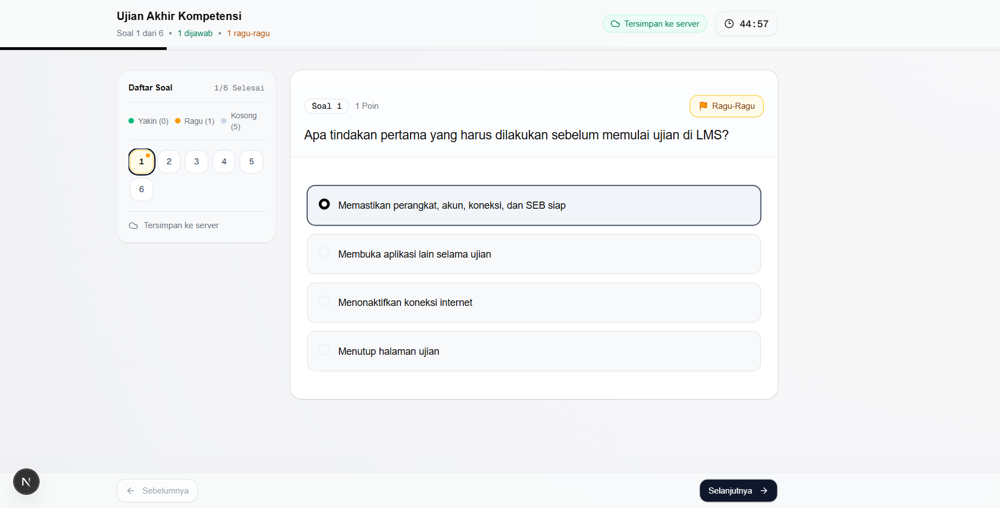 Ujian Akhir Kompetensi
Soal 1 dari 6 • 1 dijawab • 1 ragu-ragu
Tersimpan ke server
44:57
Daftar Soal 1/6 Selesai
Yakin (0) Ragu (1) Kosong (5)
1 2 3 4 5
6
Tersimpan ke server
Soal 1 1 Poin
Ragu-Ragu
Apa tindakan pertama yang harus dilakukan sebelum memulai ujian di LMS?
Memastikan perangkat, akun, koneksi, dan SEB siap
Membuka aplikasi lain selama ujian
Menonaktifkan koneksi internet
Menutup halaman ujian
N
Sebelumnya
Selanjutnya